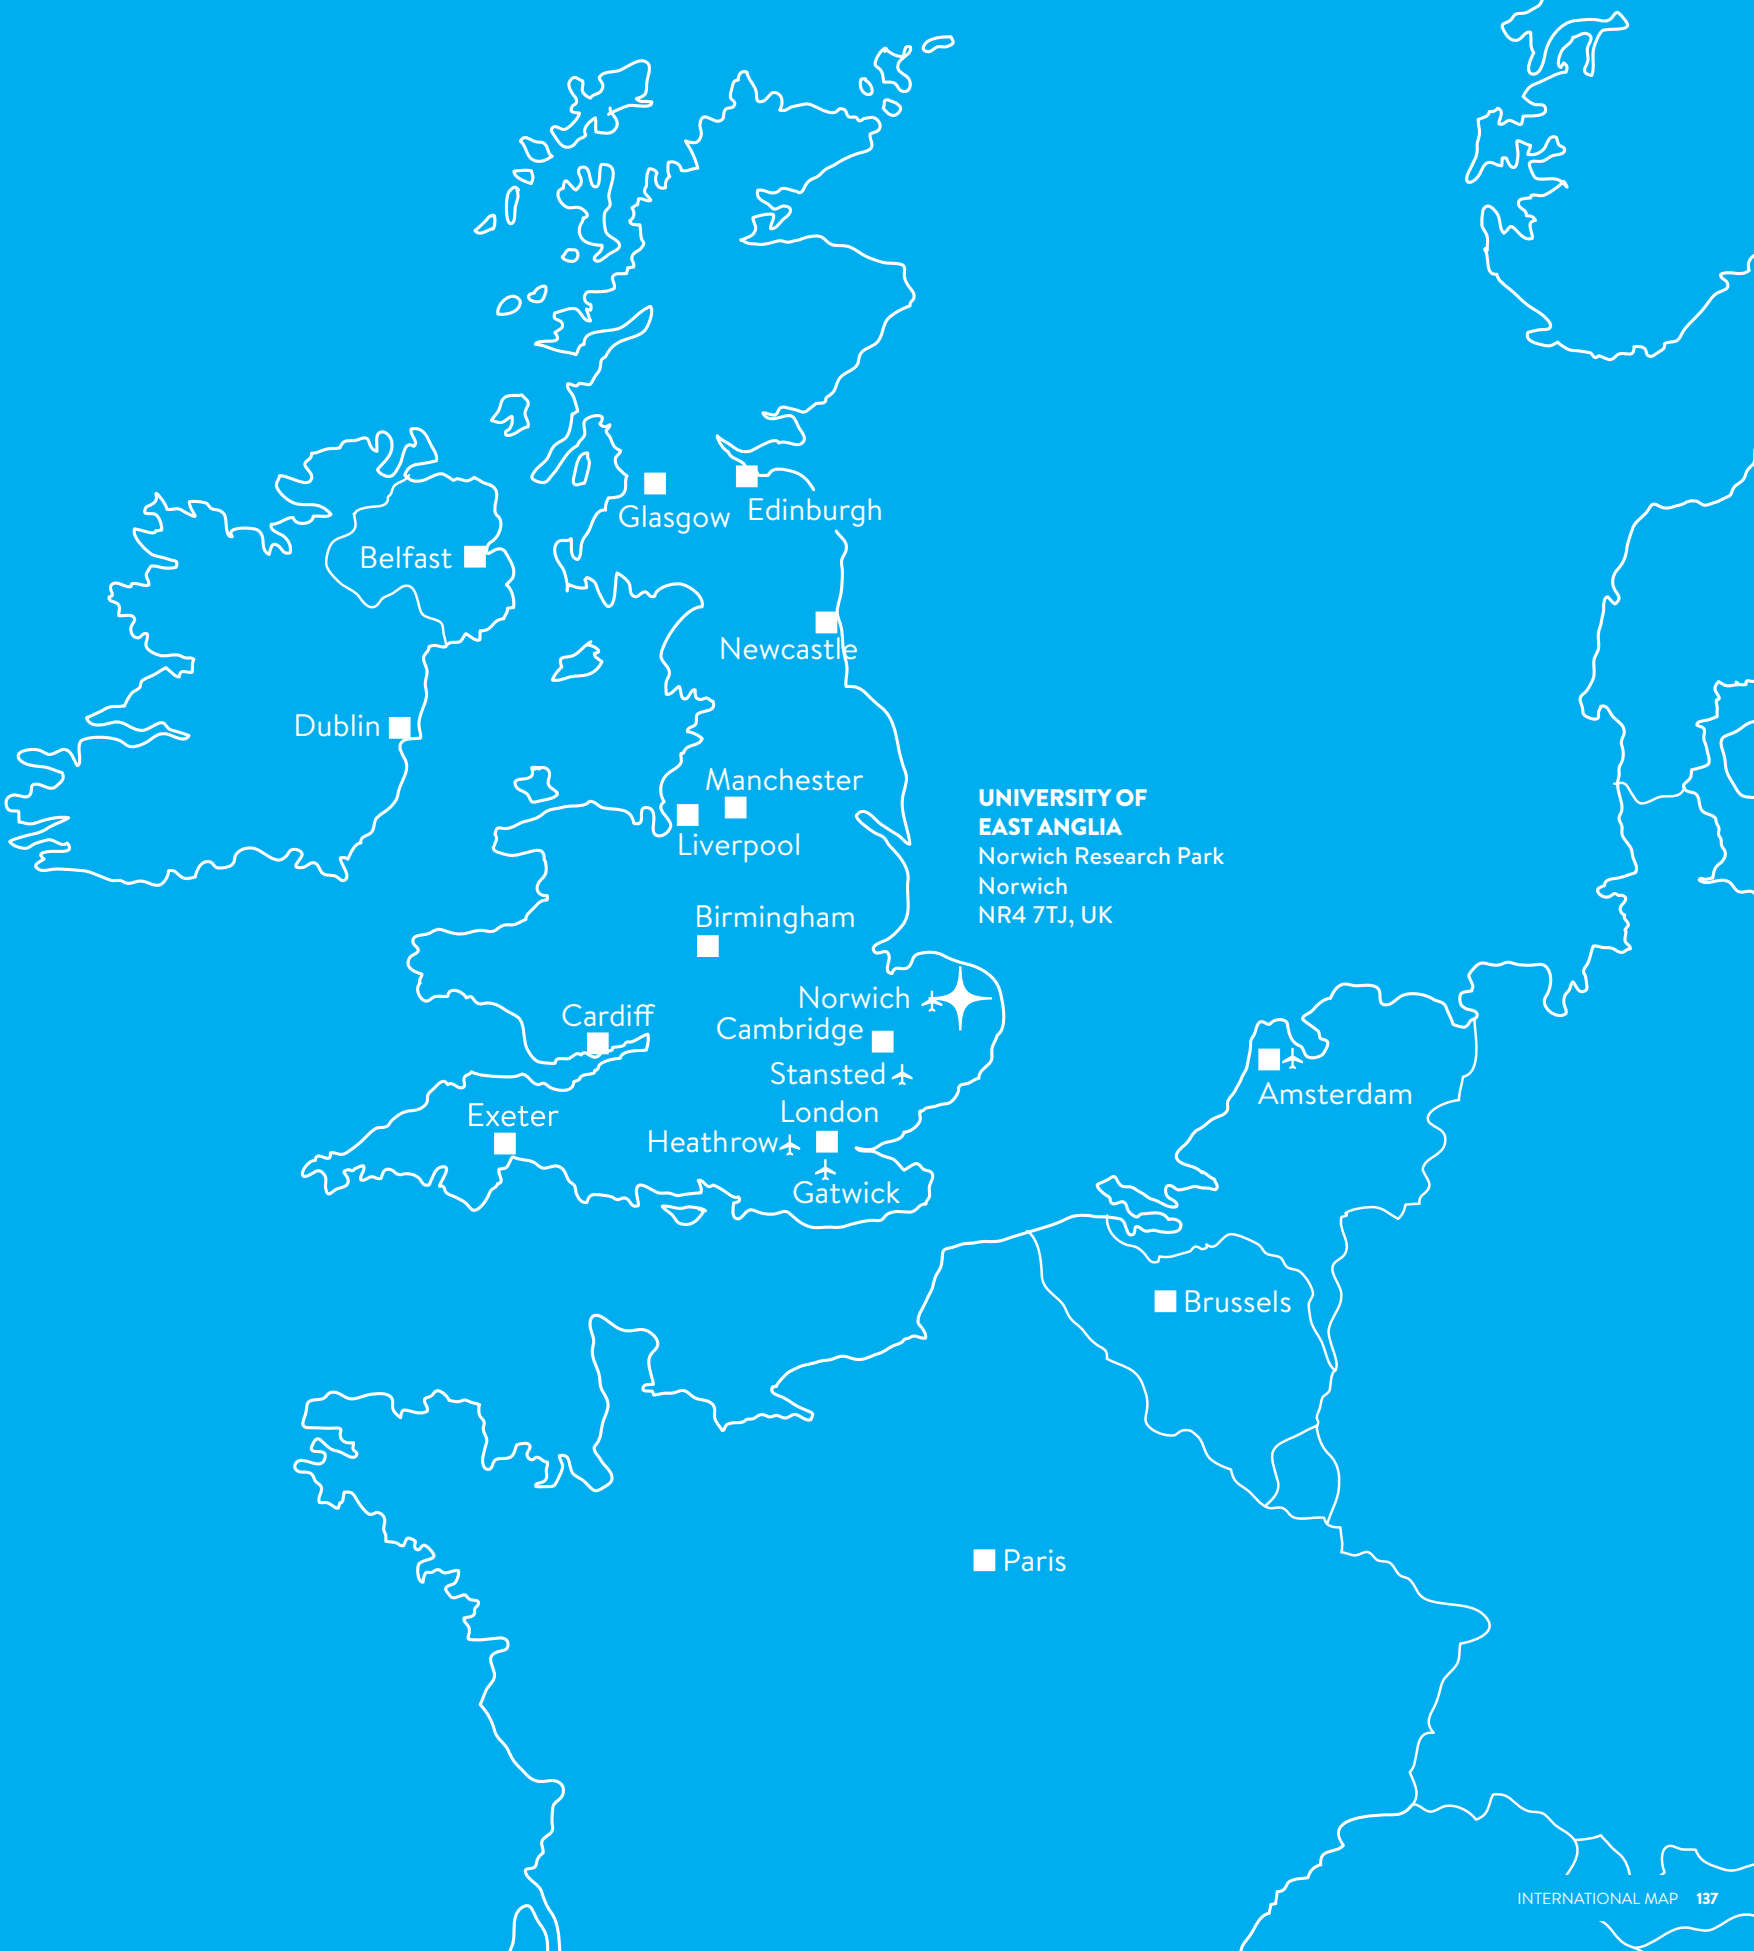 Glasgow
Edinburgh
Belfast
Newcastle
Dublin
Manchester
Liverpool
UNIVERSITY OF
EAST ANGLIA
Norwich Research Park
Norwich
NR4 7TJ, UK
Birmingham
Norwich
Cardiff
Cambridge
Stansted
Amsterdam
London
Exeter
Heathrow
Gatwick
Brussels
Paris
INTERNATIONAL MAP 137